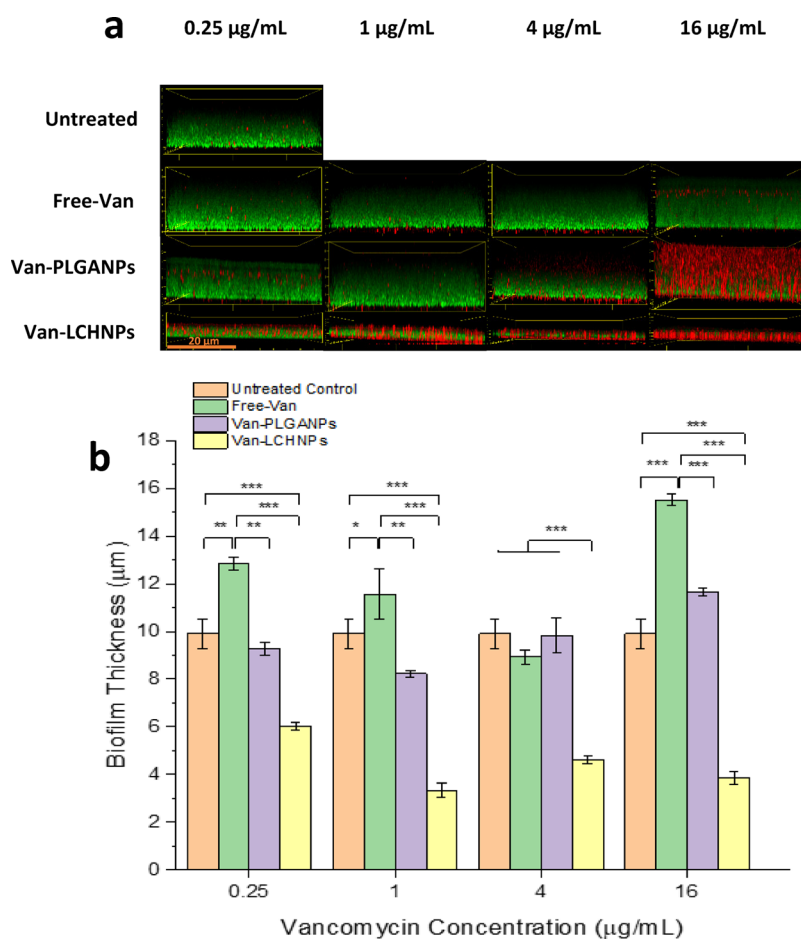 a
0.25 µg/mL 1 µg/mL 4 µg/mL 16 µg/mL
Untreated
Free-Van
Van-PLGANPs
Van-LCHNPs
20 µm
b
Untreated Control
Free-Van
Van-PLGANPs
Van-LCHNPs
Biofilm Thickness (µm)
18
16
14
12
10
8
6
4
2
0
*** *** ** **
*** *** * **
***
*** *** *** ***
0.25 1 4 16
Vancomycin Concentration (µg/mL)